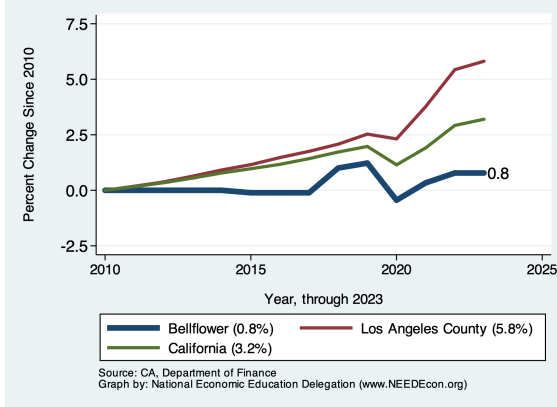 Percent Change Since 2010
7.5
5.0
2.5
0.0
-2.5
0.8
2010
2015
2020
2025
Year, through 2023
Bellflower (0.8%)
Los Angeles County (5.8%)
California (3.2%)
Source: CA, Department of Finance
Graph by: National Economic Education Delegation (www.NEEDEcon.org)